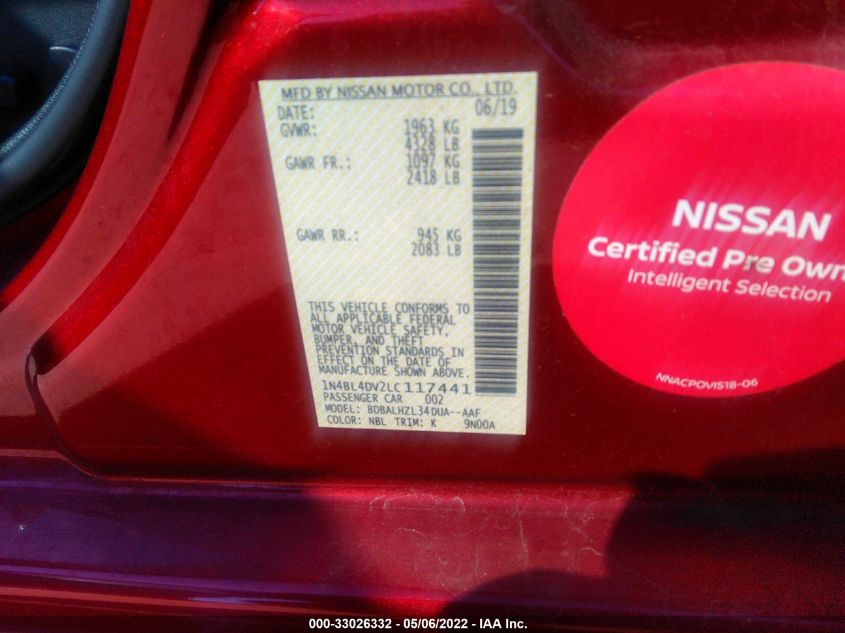 MFD BY NISSAN MOTOR CO., LTD.
DATE: 06/19
GVWR: 1963 KG
4328 LB
GAWR FR.: 1097 KG
2418 LB
GAWR RR.: 945 KG
2083 LB
THIS VEHICLE CONFORMS TO
ALL APPLICABLE FEDERAL
MOTOR VEHICLE SAFETY,
BUMPER, AND THEFT
PREVENTION STANDARDS IN
EFFECT ON THE DATE OF
MANUFACTURE SHOWN ABOVE.
1N4BL4DV2LC117441
PASSENGER CAR 002
MODEL: BDBALHZL34DUA--AAF
COLOR: NBL TRIM: K 9N00A
NISSAN
Certified Pre Own
Intelligent Selection
NNACPOVIS18-06
000-33026332 - 05/06/2022 - IAA Inc.